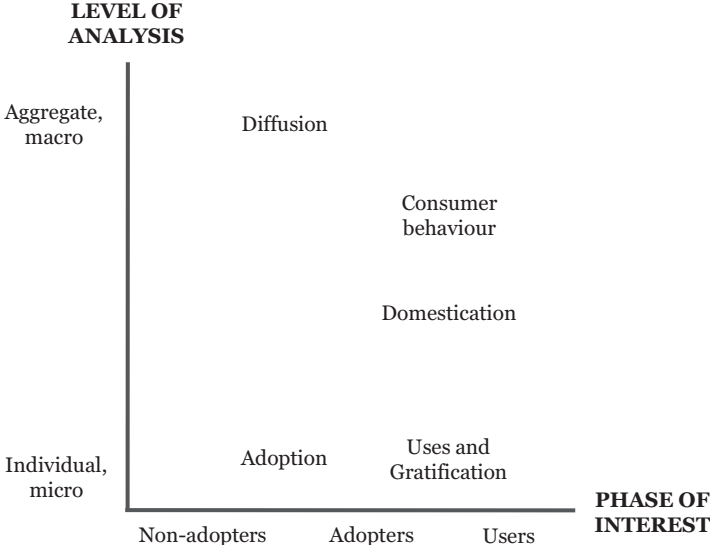 LEVEL OF
ANALYSIS
Aggregate,
macro
Diffusion
Consumer
behaviour
Domestication
Individual,
micro
Adoption
Uses and
Gratification
PHASE OF
INTEREST
Non-adopters
Adopters
Users